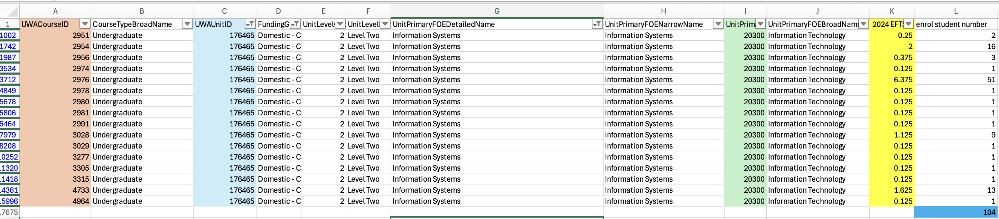 A B C D E F G H I J K L
1 UWACourseID CourseTypeBroadName UWAUnitID FundingG UnitLevel UnitLevel UnitPrimaryFOEDetailedName UnitPrimaryFOENarrowName UnitPrim UnitPrimaryFOEBroadName 2024 EFTS enrol student number
1002 2951 Undergraduate 176465 Domestic - C 2 Level Two Information Systems Information Systems 20300 Information Technology 0.25 2
1742 2954 Undergraduate 176465 Domestic - C 2 Level Two Information Systems Information Systems 20300 Information Technology 2 16
1987 2956 Undergraduate 176465 Domestic - C 2 Level Two Information Systems Information Systems 20300 Information Technology 0.375 3
3534 2974 Undergraduate 176465 Domestic - C 2 Level Two Information Systems Information Systems 20300 Information Technology 0.125 1
3712 2976 Undergraduate 176465 Domestic - C 2 Level Two Information Systems Information Systems 20300 Information Technology 6.375 51
4849 2978 Undergraduate 176465 Domestic - C 2 Level Two Information Systems Information Systems 20300 Information Technology 0.125 1
5678 2980 Undergraduate 176465 Domestic - C 2 Level Two Information Systems Information Systems 20300 Information Technology 0.125 1
5806 2981 Undergraduate 176465 Domestic - C 2 Level Two Information Systems Information Systems 20300 Information Technology 0.125 1
6464 2991 Undergraduate 176465 Domestic - C 2 Level Two Information Systems Information Systems 20300 Information Technology 0.125 1
7979 3028 Undergraduate 176465 Domestic - C 2 Level Two Information Systems Information Systems 20300 Information Technology 1.125 9
8208 3029 Undergraduate 176465 Domestic - C 2 Level Two Information Systems Information Systems 20300 Information Technology 0.125 1
10252 3277 Undergraduate 176465 Domestic - C 2 Level Two Information Systems Information Systems 20300 Information Technology 0.125 1
11320 3305 Undergraduate 176465 Domestic - C 2 Level Two Information Systems Information Systems 20300 Information Technology 0.125 1
11418 3315 Undergraduate 176465 Domestic - C 2 Level Two Information Systems Information Systems 20300 Information Technology 0.125 1
14361 4733 Undergraduate 176465 Domestic - C 2 Level Two Information Systems Information Systems 20300 Information Technology 1.625 13
15996 4964 Undergraduate 176465 Domestic - C 2 Level Two Information Systems Information Systems 20300 Information Technology 0.125 1
17675 104